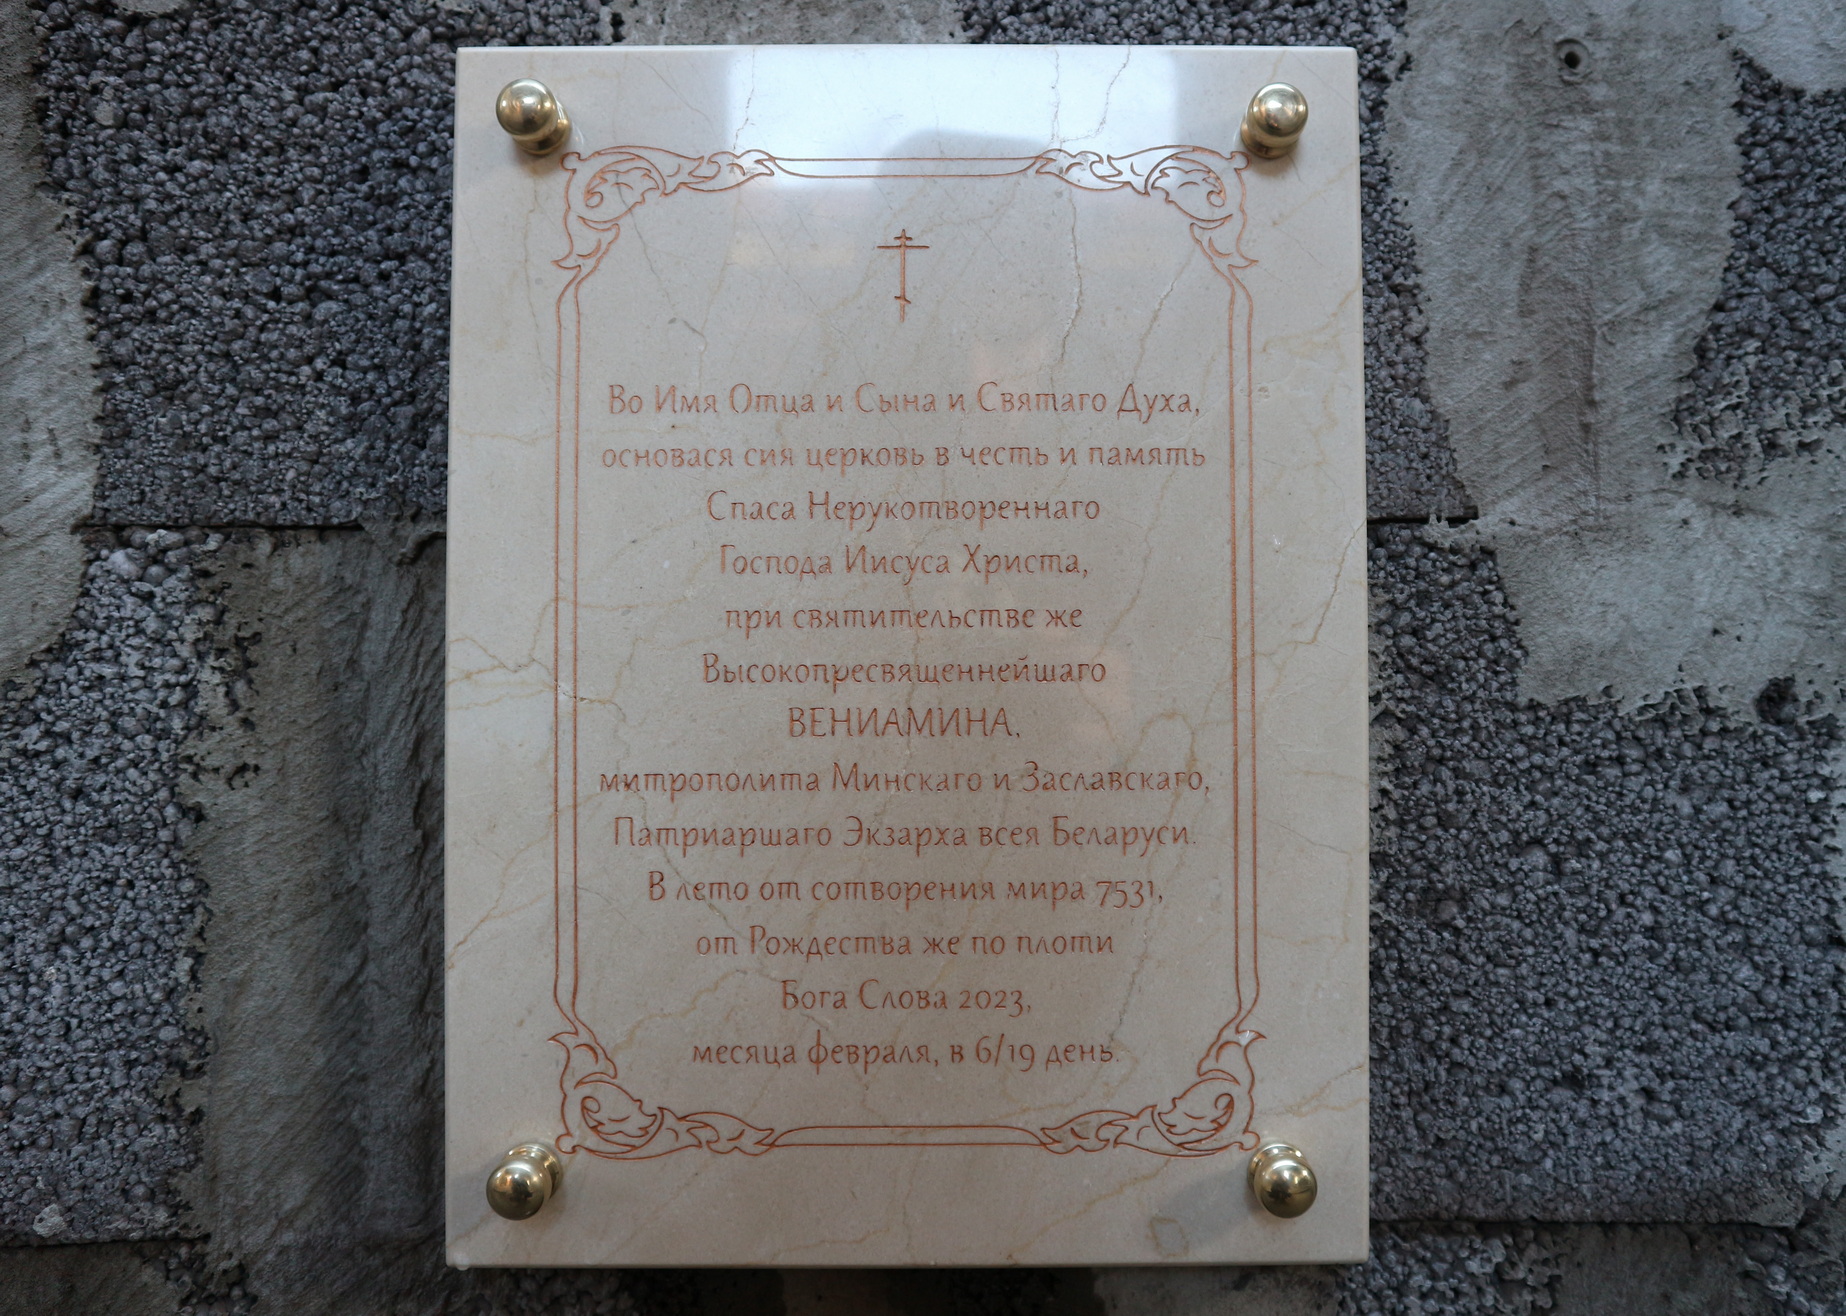 Во Имя Отца и Сына и Святаго Духа,
основася сия церковь в честь и память
Спаса Нерукотвореннаго
Господа Иисуса Христа,
при святительстве же
Высокопресвященнейшаго
ВЕНИАМИНА,
митрополита Минскаго и Заславскаго,
Патриаршаго Экзарха всея Беларуси.
В лето от сотворения мира 7531,
от Рождества же по плоти
Бога Слова 2023,
месяца февраля, в 6/19 день.